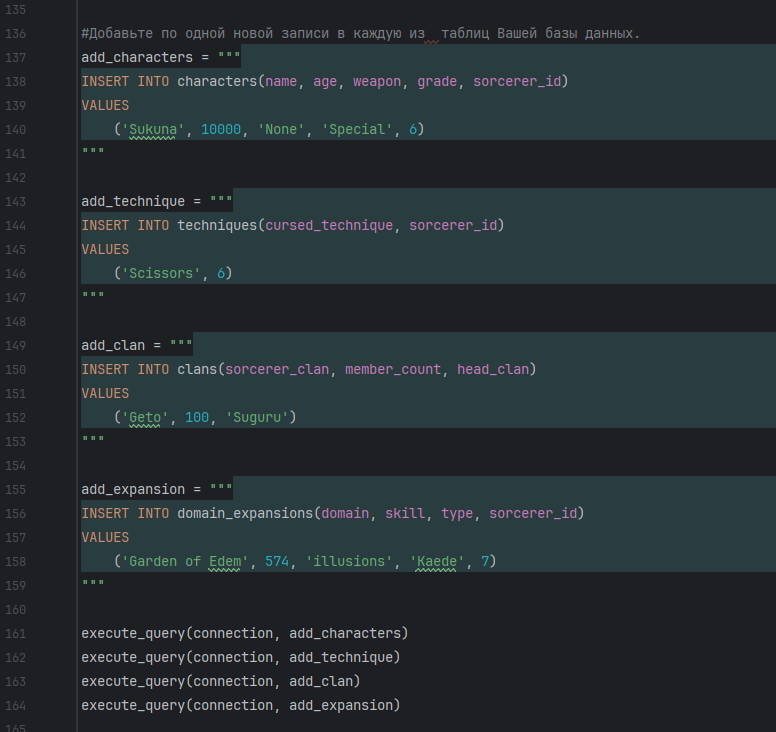 135
136 #Добавьте по одной новой записи в каждую из  таблиц Вашей базы данных.
137 add_characters = """
138 INSERT INTO characters(name, age, weapon, grade, sorcerer_id)
139 VALUES
140     ('Sukuna', 10000, 'None', 'Special', 6)
141 """
142
143 add_technique = """
144 INSERT INTO techniques(cursed_technique, sorcerer_id)
145 VALUES
146     ('Scissors', 6)
147 """
148
149 add_clan = """
150 INSERT INTO clans(sorcerer_clan, member_count, head_clan)
151 VALUES
152     ('Geto', 100, 'Suguru')
153 """
154
155 add_expansion = """
156 INSERT INTO domain_expansions(domain, skill, type, sorcerer_id)
157 VALUES
158     ('Garden of Edem', 574, 'illusions', 'Kaede', 7)
159 """
160
161 execute_query(connection, add_characters)
162 execute_query(connection, add_technique)
163 execute_query(connection, add_clan)
164 execute_query(connection, add_expansion)
165